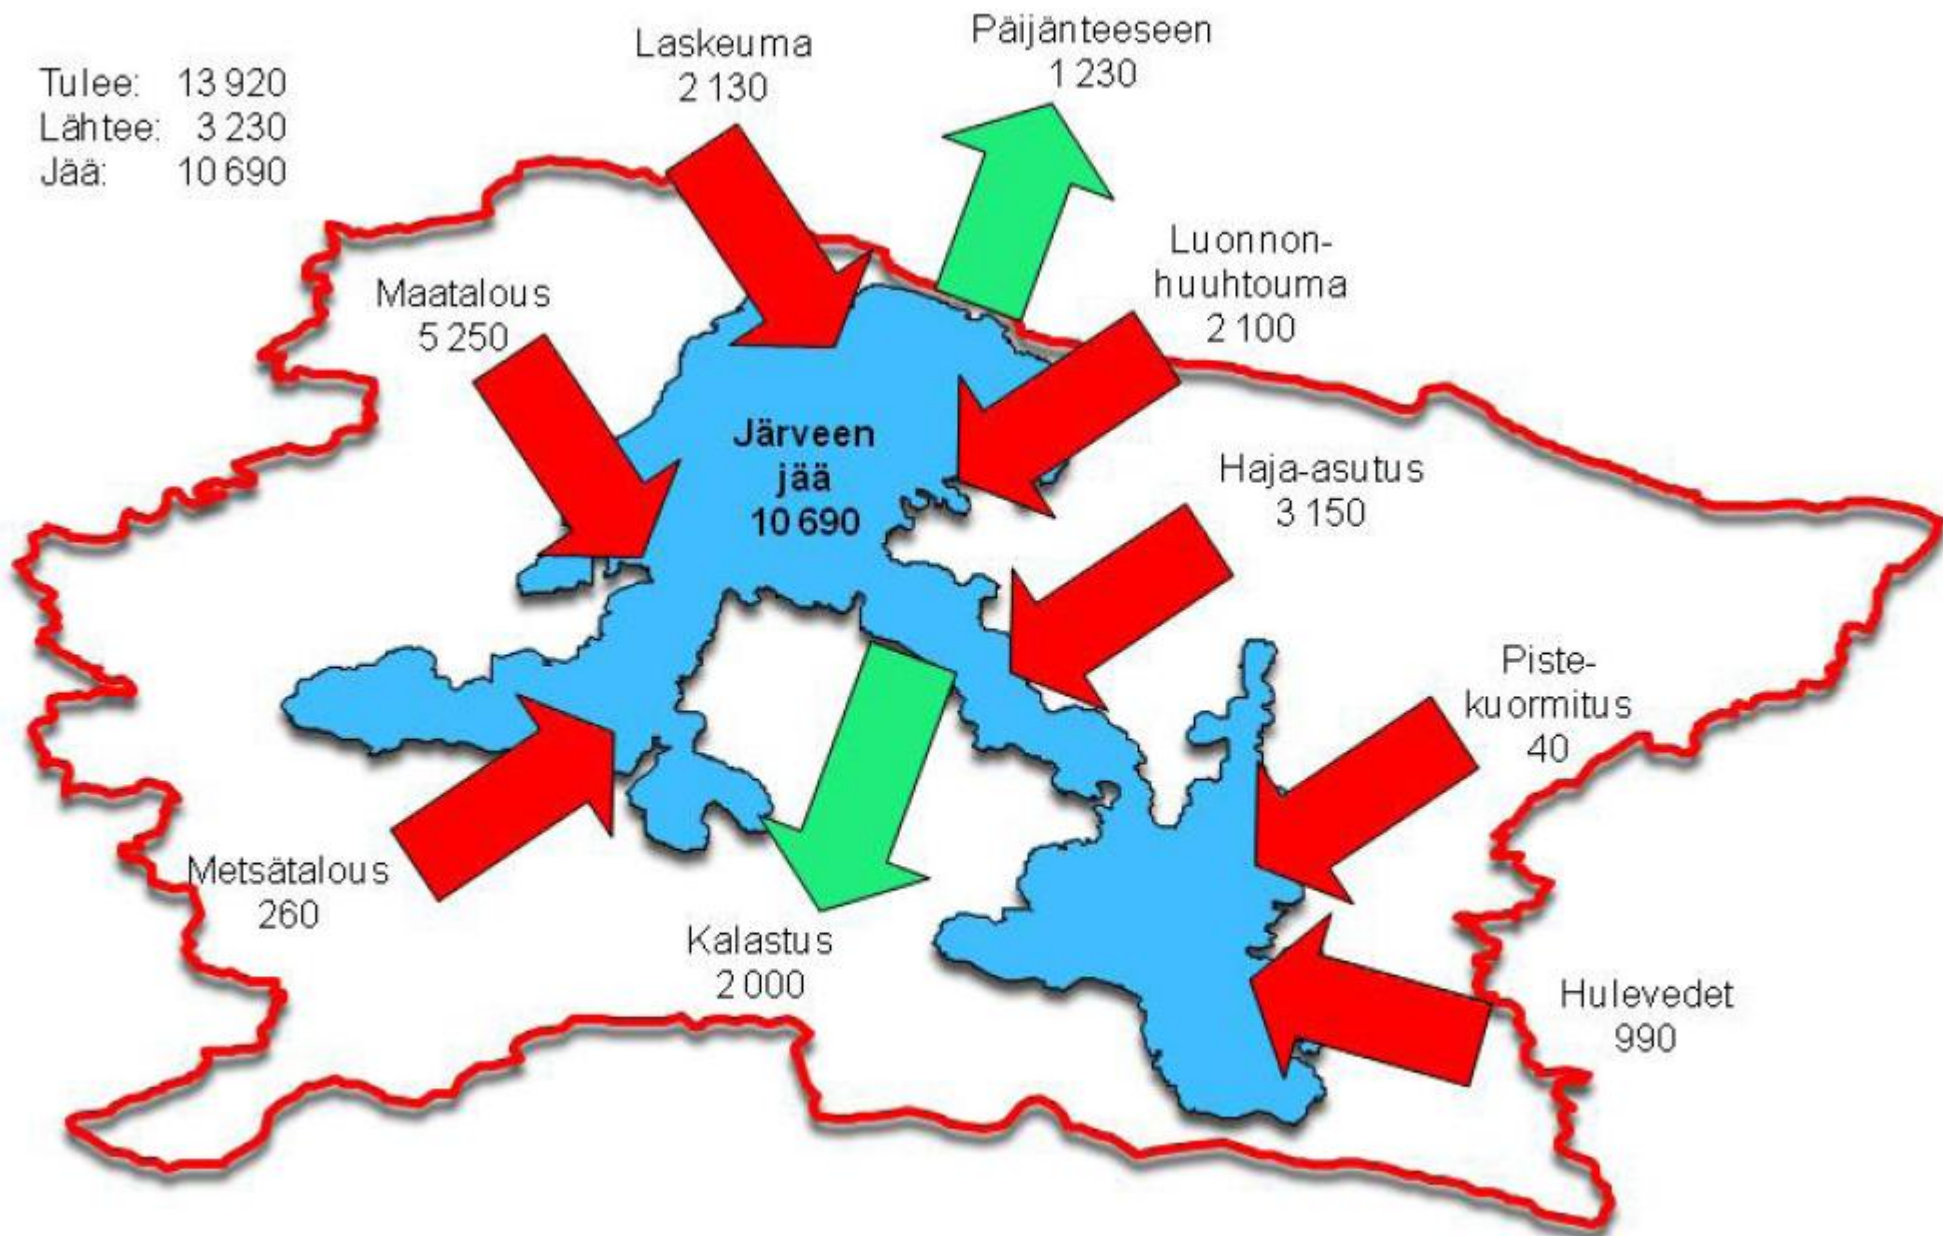 Tulee: 13 920
Lähtee: 3 230
Jää: 10 690
Laskeuma
2 130
Päijänteeseen
1 230
Maatalous
5 250
Luonnon-
huuhtouma
2 100
Järveen
jää
10 690
Haja-asutus
3 150
Piste-
kuormitus
40
Metsätalous
260
Kalastus
2 000
Hulevedet
990